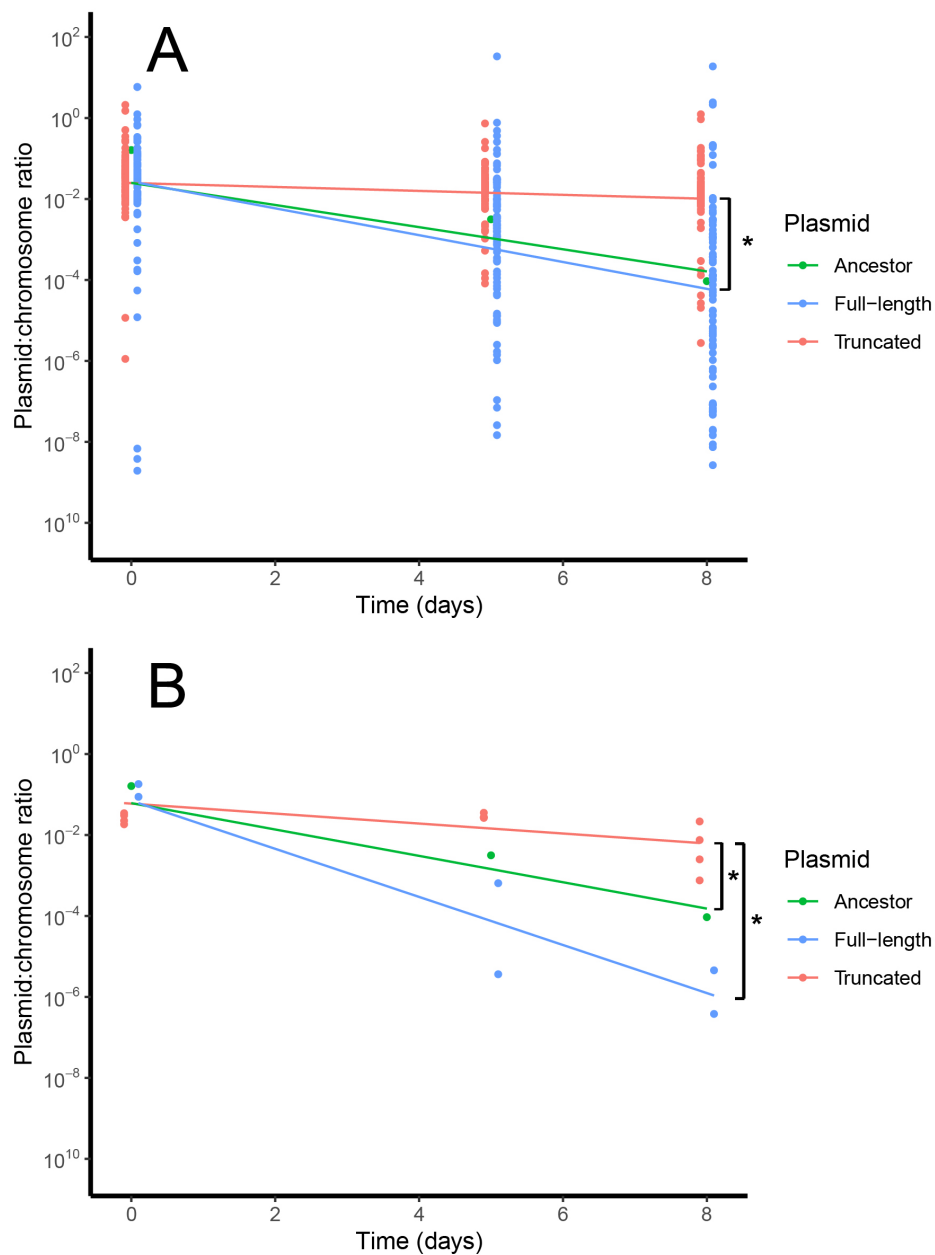 A
Plasmid:chromosome ratio
10²
10⁰
10⁻²
10⁻⁴
10⁻⁶
10⁻⁸
10¹⁰
0 2 4 6 8
Time (days)
*
Plasmid
Ancestor
Full−length
Truncated
B
Plasmid:chromosome ratio
10²
10⁰
10⁻²
10⁻⁴
10⁻⁶
10⁻⁸
10¹⁰
0 2 4 6 8
Time (days)
*
*
Plasmid
Ancestor
Full−length
Truncated